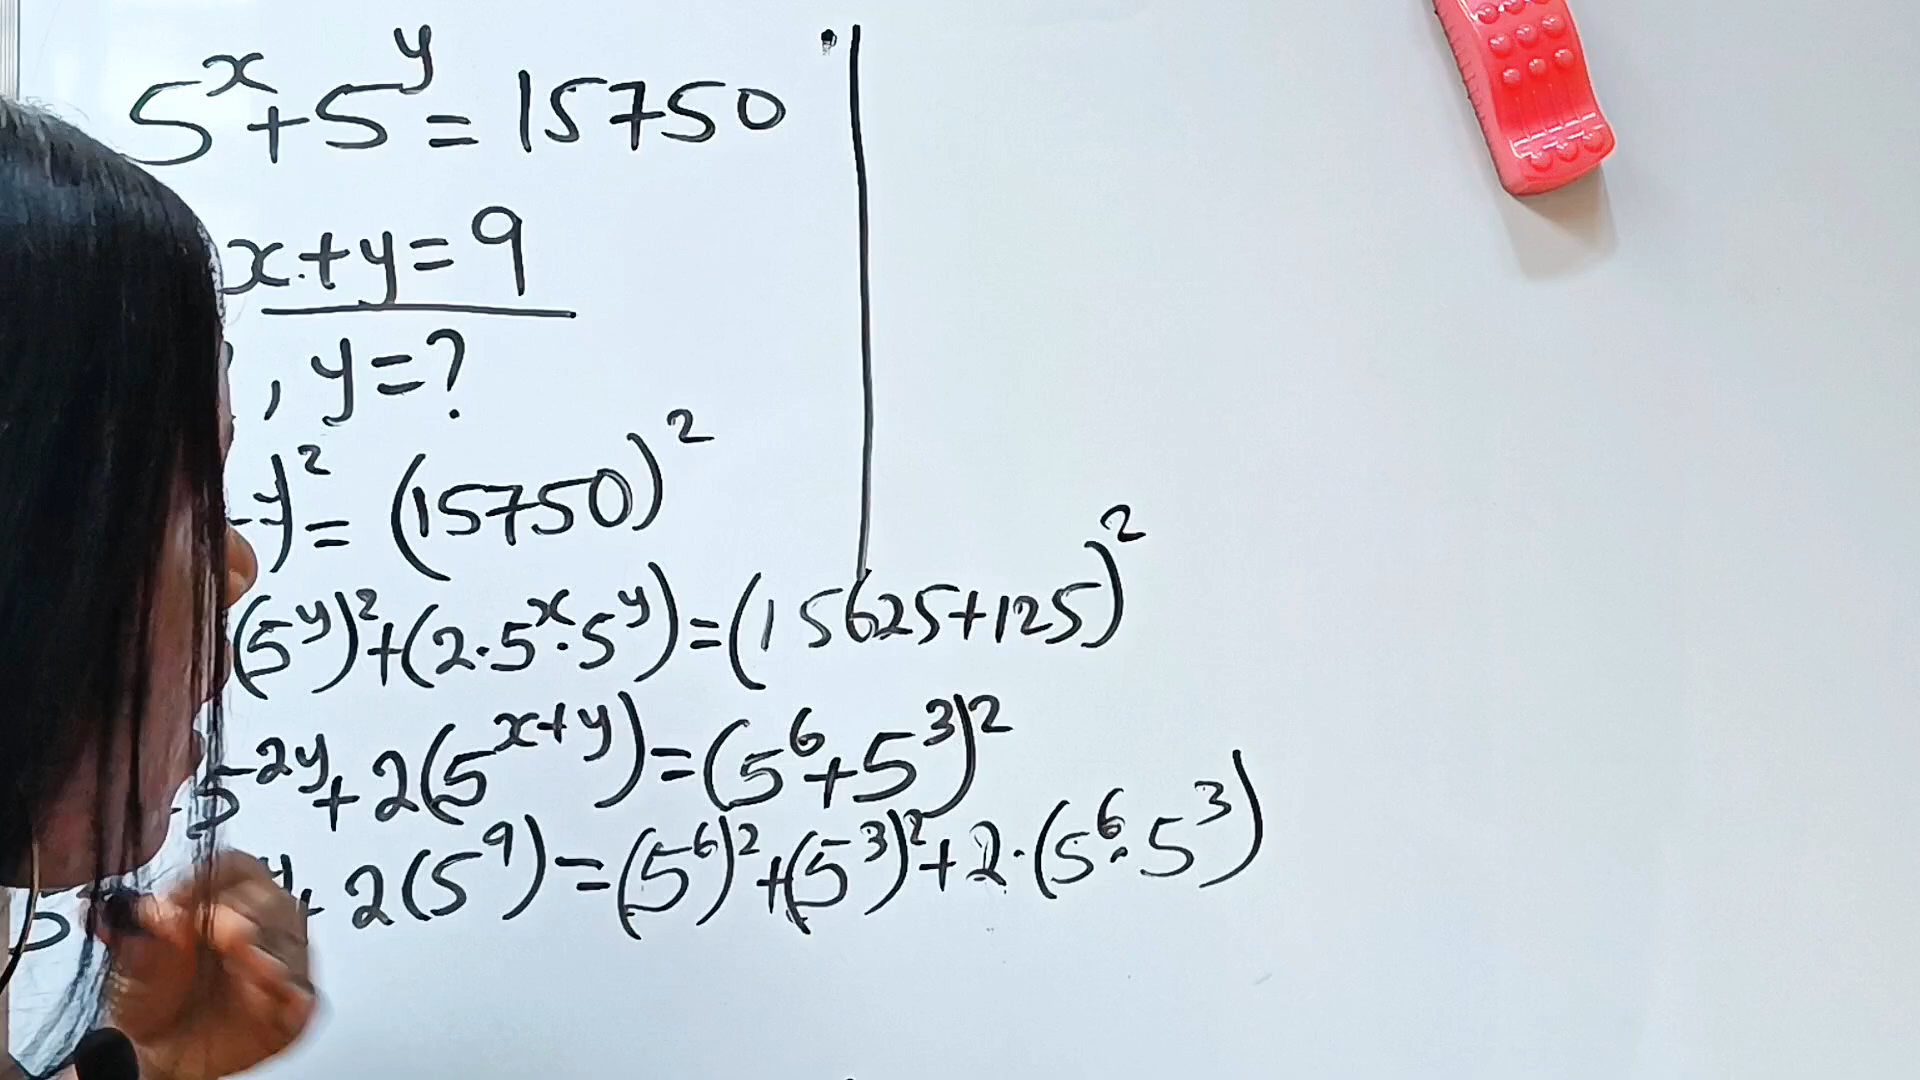 5^x + 5^y = 15750
x + y = 9
, y = ?
)^2 = (15750)^2
(5^y)^2 + (2·5^x·5^y) = (15625 + 125)^2
5^2y + 2(5^x+y) = (5^6 + 5^3)^2
2(5^9) = (5^6)^2 + (5^3)^2 + 2·(5^6·5^3)